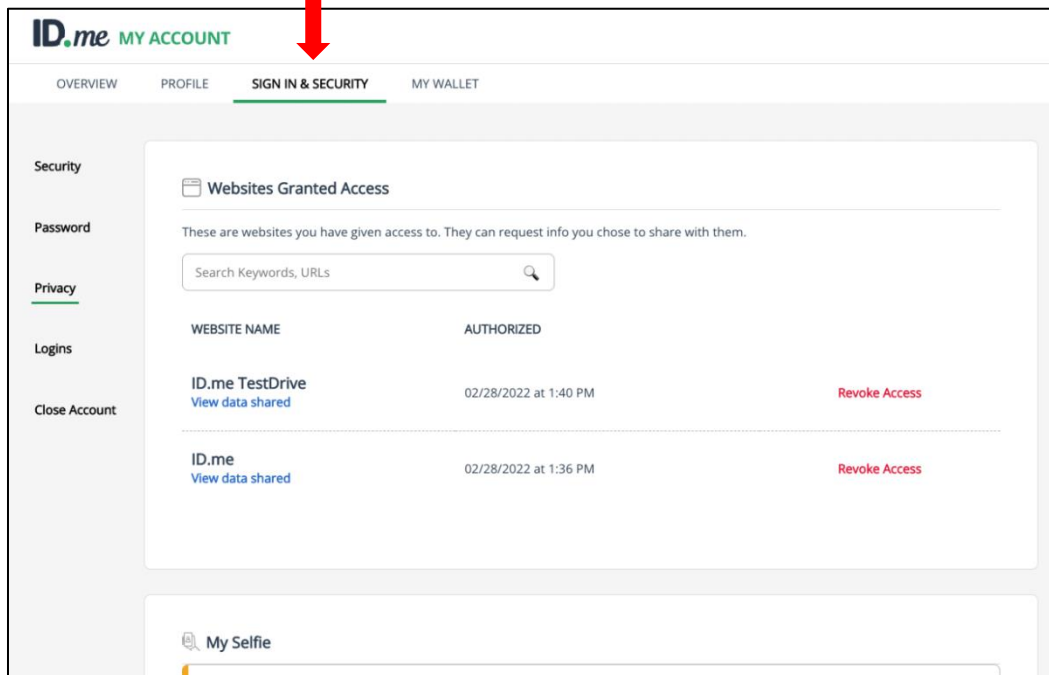 ID.me MY ACCOUNT
OVERVIEW PROFILE SIGN IN & SECURITY MY WALLET
Security
Password
Privacy
Logins
Close Account
Websites Granted Access
These are websites you have given access to. They can request info you chose to share with them.
Search Keywords, URLs
WEBSITE NAME AUTHORIZED
ID.me TestDrive
View data shared
02/28/2022 at 1:40 PM
Revoke Access
ID.me
View data shared
02/28/2022 at 1:36 PM
Revoke Access
My Selfie